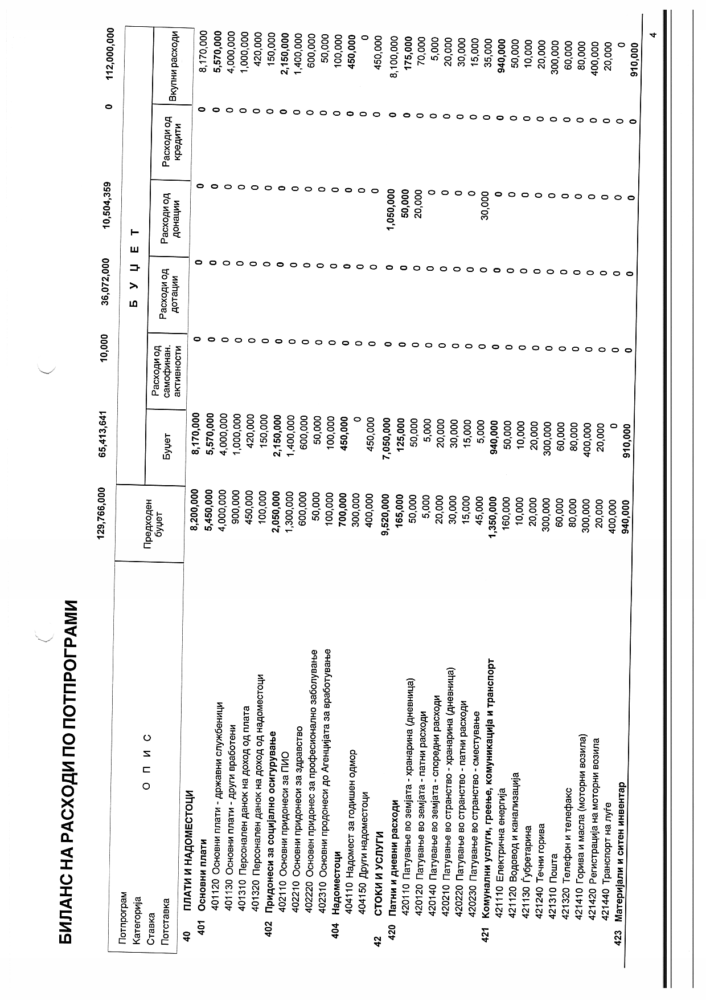 БИЛАНС НА РАСХОДИ ПО ПОТПРОГРАМИ
129,766,000 65,413,641 10,000 36,072,000 10,504,359 0 112,000,000
Потпрограм
Категорија
Ставка
Потставка
О П И С
Предходен
буџет
Б У Џ Е Т
Буџет
Расходи од
самофинан.
активности
Расходи од
дотации
Расходи од
донации
Расходи од
кредити
Вкупни расходи
40 ПЛАТИ И НАДОМЕСТОЦИ 8,200,000 8,170,000 0 0 0 0 8,170,000
401 Основни плати 5,450,000 5,570,000 0 0 0 0 5,570,000
401120 Основни плати - државни службеници 4,000,000 4,000,000 0 0 0 0 4,000,000
401130 Основни плати - други вработени 900,000 1,000,000 0 0 0 0 1,000,000
401310 Персонален данок на доход од плата 450,000 420,000 0 0 0 0 420,000
401320 Персонален данок на доход од надоместоци 100,000 150,000 0 0 0 0 150,000
402 Придонеси за социјално осигурување 2,050,000 2,150,000 0 0 0 0 2,150,000
402110 Основни придонеси за ПИО 1,300,000 1,400,000 0 0 0 0 1,400,000
402210 Основни придонеси за здравство 600,000 600,000 0 0 0 0 600,000
402220 Основен придонес за професионално заболување 50,000 50,000 0 0 0 0 50,000
402310 Основни продонеси до Агенцијата за вработување 100,000 100,000 0 0 0 0 100,000
404 Надоместоци 700,000 450,000 0 0 0 0 450,000
404110 Надомест за годишен одмор 300,000 0 0 0 0 0 0
404150 Други надоместоци 400,000 450,000 0 0 0 0 450,000
42 СТОКИ И УСЛУГИ 9,520,000 7,050,000 0 0 1,050,000 0 8,100,000
420 Патни и дневни расходи 165,000 125,000 0 0 50,000 0 175,000
420110 Патување во земјата - хранарина (дневница) 50,000 50,000 0 0 20,000 0 70,000
420120 Патување во земјата - патни расходи 5,000 5,000 0 0 0 0 5,000
420140 Патување во земјата - споредни расходи 20,000 20,000 0 0 0 0 20,000
420210 Патување во странство - хранарина (дневница) 30,000 30,000 0 0 0 0 30,000
420220 Патување во странство - патни расходи 15,000 15,000 0 0 0 0 15,000
420230 Патување во странство - сместување 45,000 5,000 0 0 30,000 0 35,000
421 Комунални услуги, греење, комуникација и транспорт 1,350,000 940,000 0 0 0 0 940,000
421110 Електрична енергија 160,000 50,000 0 0 0 0 50,000
421120 Водовод и канализација 10,000 10,000 0 0 0 0 10,000
421130 Ѓубретарина 20,000 20,000 0 0 0 0 20,000
421240 Течни горива 300,000 300,000 0 0 0 0 300,000
421310 Пошта 60,000 60,000 0 0 0 0 60,000
421320 Телефон и телефакс 80,000 80,000 0 0 0 0 80,000
421410 Горива и масла (моторни возила) 300,000 400,000 0 0 0 0 400,000
421420 Регистрација на моторни возила 20,000 20,000 0 0 0 0 20,000
421440 Транспорт на луѓе 400,000 0 0 0 0 0 0
423 Материјали и ситен инвентар 940,000 910,000 0 0 0 0 910,000
4